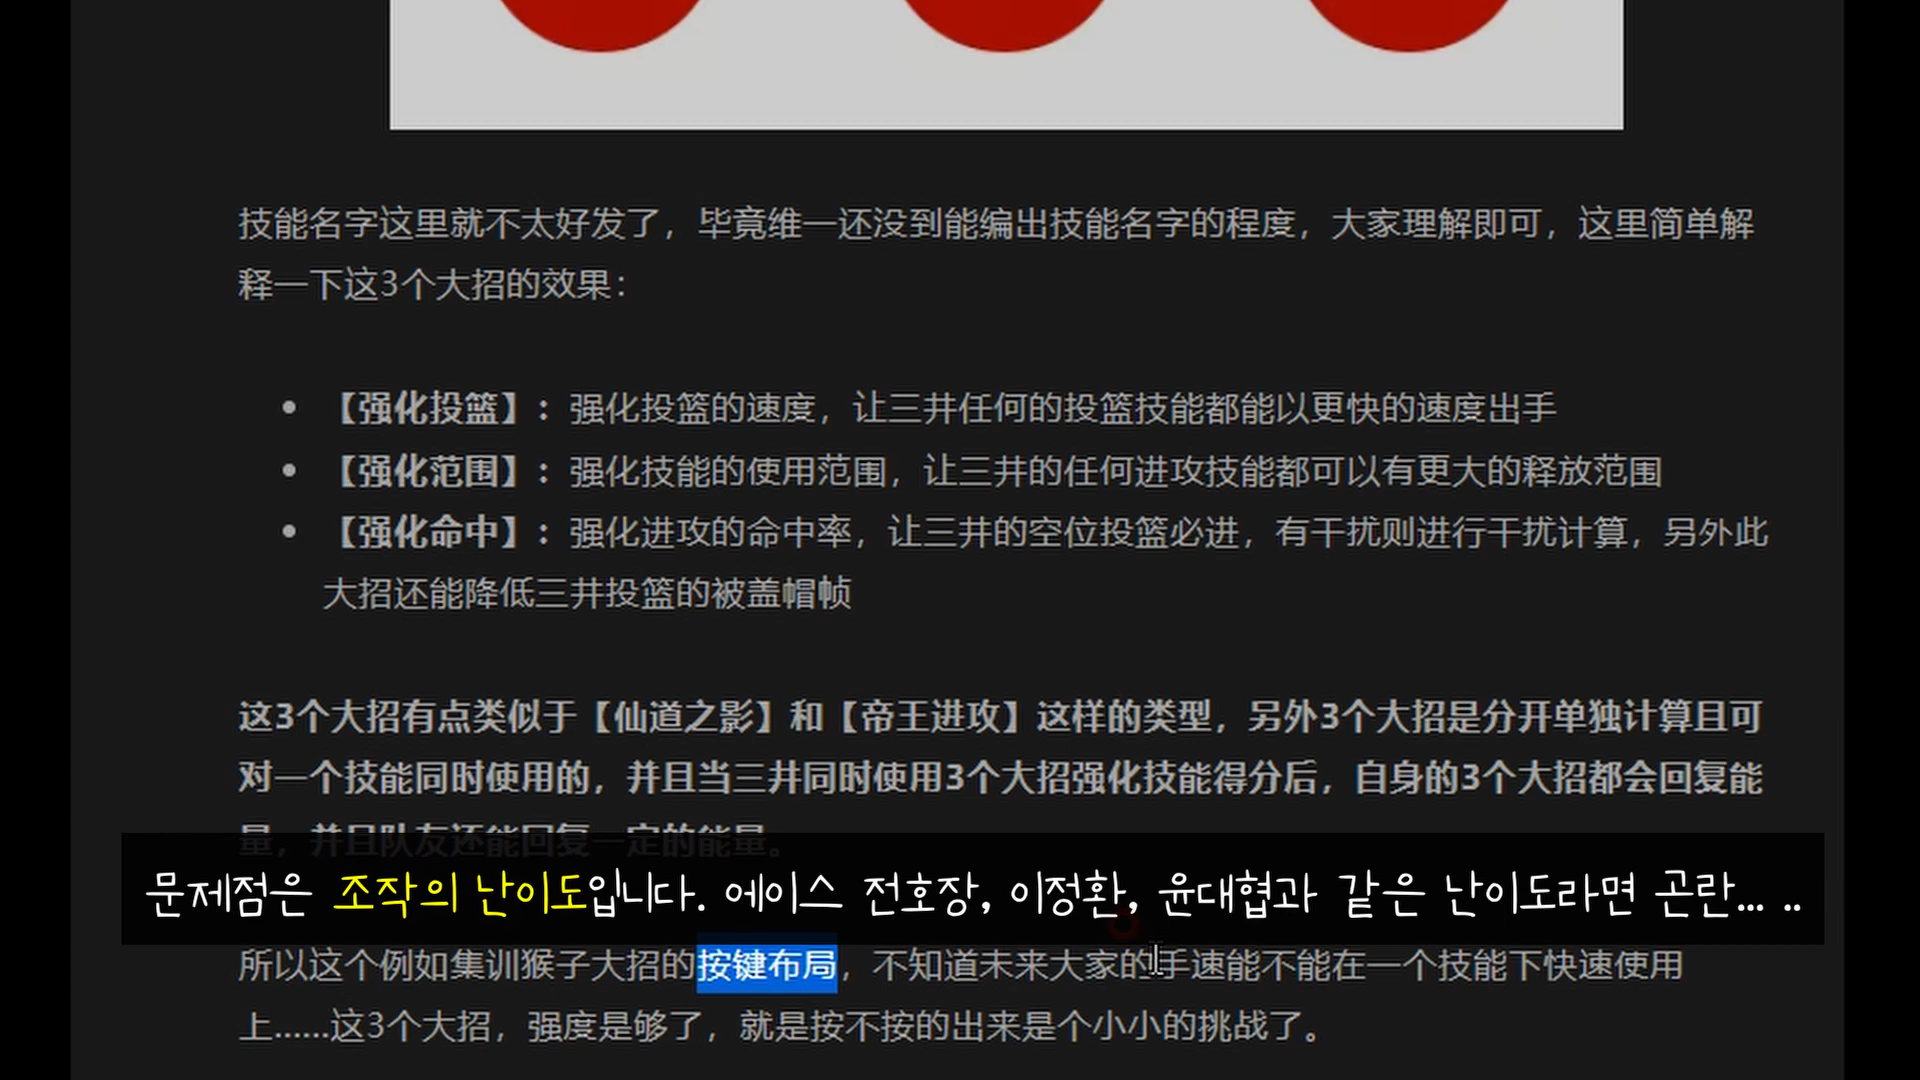 技能名字这里就不太好发了，毕竟维一还没到能编出技能名字的程度，大家理解即可，这里简单解
释一下这3个大招的效果：
• 【强化投篮】：强化投篮的速度，让三井任何的投篮技能都能以更快的速度出手
• 【强化范围】：强化技能的使用范围，让三井的任何进攻技能都可以有更大的释放范围
• 【强化命中】：强化进攻的命中率，让三井的空位投篮必进，有干扰则进行干扰计算，另外此
大招还能降低三井投篮的被盖帽帧
这3个大招有点类似于【仙道之影】和【帝王进攻】这样的类型，另外3个大招是分开单独计算且可
对一个技能同时使用的，并且当三井同时使用3个大招强化技能得分后，自身的3个大招都会回复能
量，并且队友还能回复一定的能量。
문제점은 조작의 난이도입니다. 에이스 전호장, 이정환, 윤대협과 같은 난이도라면 곤란... ..
所以这个例如集训猴子大招的按键布局，不知道未来大家的手速能不能在一个技能下快速使用
上......这3个大招，强度是够了，就是按不按的出来是个小小的挑战了。